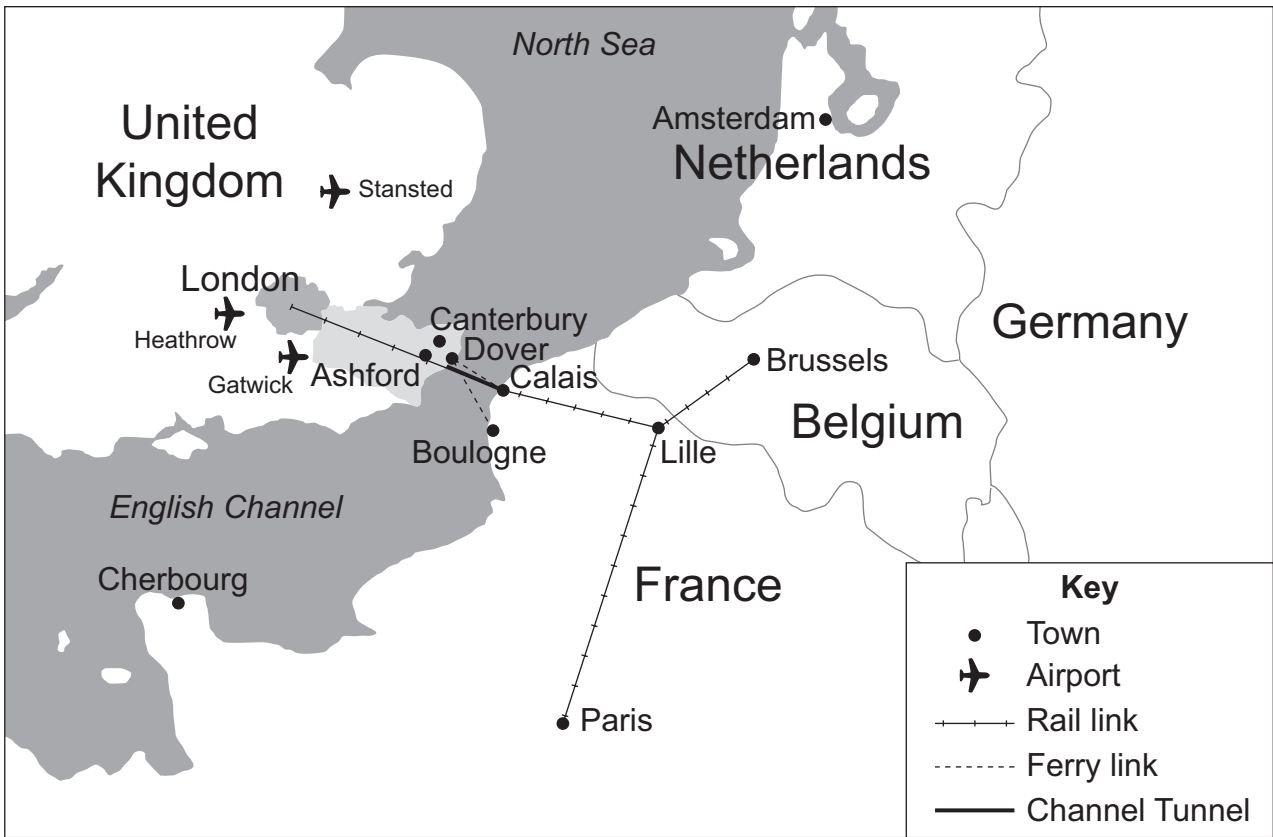 North Sea
United
Kingdom
Amsterdam
Netherlands
Stansted
London
Heathrow
Gatwick
Canterbury
Dover
Ashford
Calais
Boulogne
Germany
Brussels
Belgium
Lille
English Channel
Cherbourg
France
Paris
Key
Town
Airport
Rail link
Ferry link
Channel Tunnel